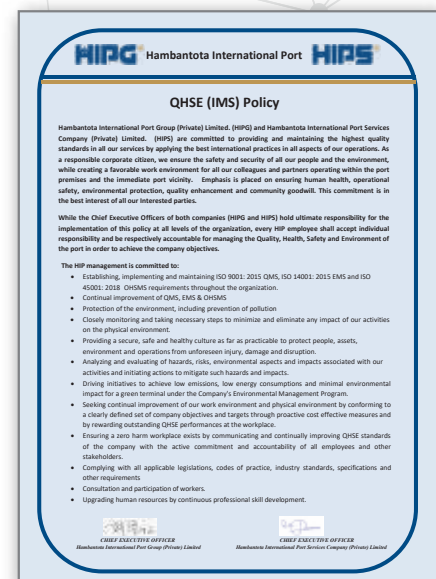 HIPG Hambantota International Port HIPS
QHSE (IMS) Policy
Hambantota International Port Group (Private) Limited. (HIPG) and Hambantota International Port Services
Company (Private) Limited. (HIPS) are committed to providing and maintaining the highest quality
standards in all our services by applying the best international practices in all aspects of our operations. As
a responsible corporate citizen, we ensure the safety and security of all our people and the environment,
while creating a favorable work environment for all our colleagues and partners operating within the port
premises and the immediate port vicinity. Emphasis is placed on ensuring human health, operational
safety, environmental protection, quality enhancement and community goodwill. This commitment is in
the best interest of all our Interested parties.
While the Chief Executive Officers of both companies (HIPG and HIPS) hold ultimate responsibility for the
implementation of this policy at all levels of the organization, every HIP employee shall accept individual
responsibility and be respectively accountable for managing the Quality, Health, Safety and Environment of
the port in order to achieve the company objectives.
The HIP management is committed to:
• Establishing, implementing and maintaining ISO 9001: 2015 QMS, ISO 14001: 2015 EMS and ISO
45001: 2018 OHSMS requirements throughout the organization.
• Continual improvement of QMS, EMS & OHSMS
• Protection of the environment, including prevention of pollution
• Closely monitoring and taking necessary steps to minimize and eliminate any impact of our activities
on the physical environment.
• Providing a secure, safe and healthy culture as far as practicable to protect people, assets,
environment and operations from unforeseen injury, damage and disruption.
• Analysing and evaluating of hazards, risks, environmental aspects and impacts associated with our
activities and initiating actions to mitigate such hazards and impacts.
• Driving initiatives to achieve low emissions, low energy consumptions and minimal environmental
impact for a green terminal under the Company's Environmental Management Program.
• Seeking continual improvement of our work environment and physical environment by conforming to
a clearly defined set of company objectives and targets through proactive cost effective measures and
by rewarding outstanding QHSE performances at the workplace.
• Ensuring a zero harm workplace exists by communicating and continually improving QHSE standards
of the company with the active commitment and accountability of all employees and other
stakeholders.
• Complying with all applicable legislations, codes of practice, industry standards, specifications and
other requirements
• Consultation and participation of workers.
• Upgrading human resources by continuous professional skill development.
CHIEF EXECUTIVE OFFICER CHIEF EXECUTIVE OFFICER
Hambantota International Port Group (Private) Limited Hambantota International Port Services Company (Private) Limited